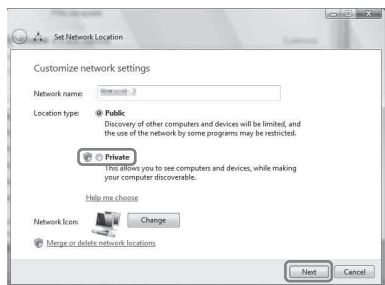 Set Network Location
Customize network settings
Network name:
Location type:
Public
Discovery of other computers and devices will be limited, and
the use of the network by some programs may be restricted.
Private
This allows you to see computers and devices, while making
your computer discoverable.
Help me choose
Network Icon:
Change
Merge or delete network locations
Next
Cancel